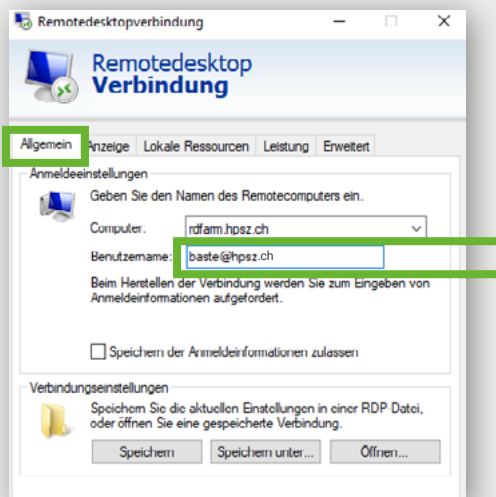 Remotedesktopverbindung
Remotedesktop
Verbindung
Allgemein Anzeige Lokale Ressourcen Leistung Erweitert
Anmeldeeinstellungen
Geben Sie den Namen des Remotecomputers ein.
Computer: rdfarm.hpsz.ch
Benutzername: baste@hpsz.ch
Beim Herstellen der Verbindung werden Sie zum Eingeben von
Anmeldeinformationen aufgefordert.
Speichern der Anmeldeinformationen zulassen
Verbindungseinstellungen
Speichern Sie die aktuellen Einstellungen in einer RDP-Datei,
oder öffnen Sie eine gespeicherte Verbindung.
Speichern Speichern unter... Öffnen...